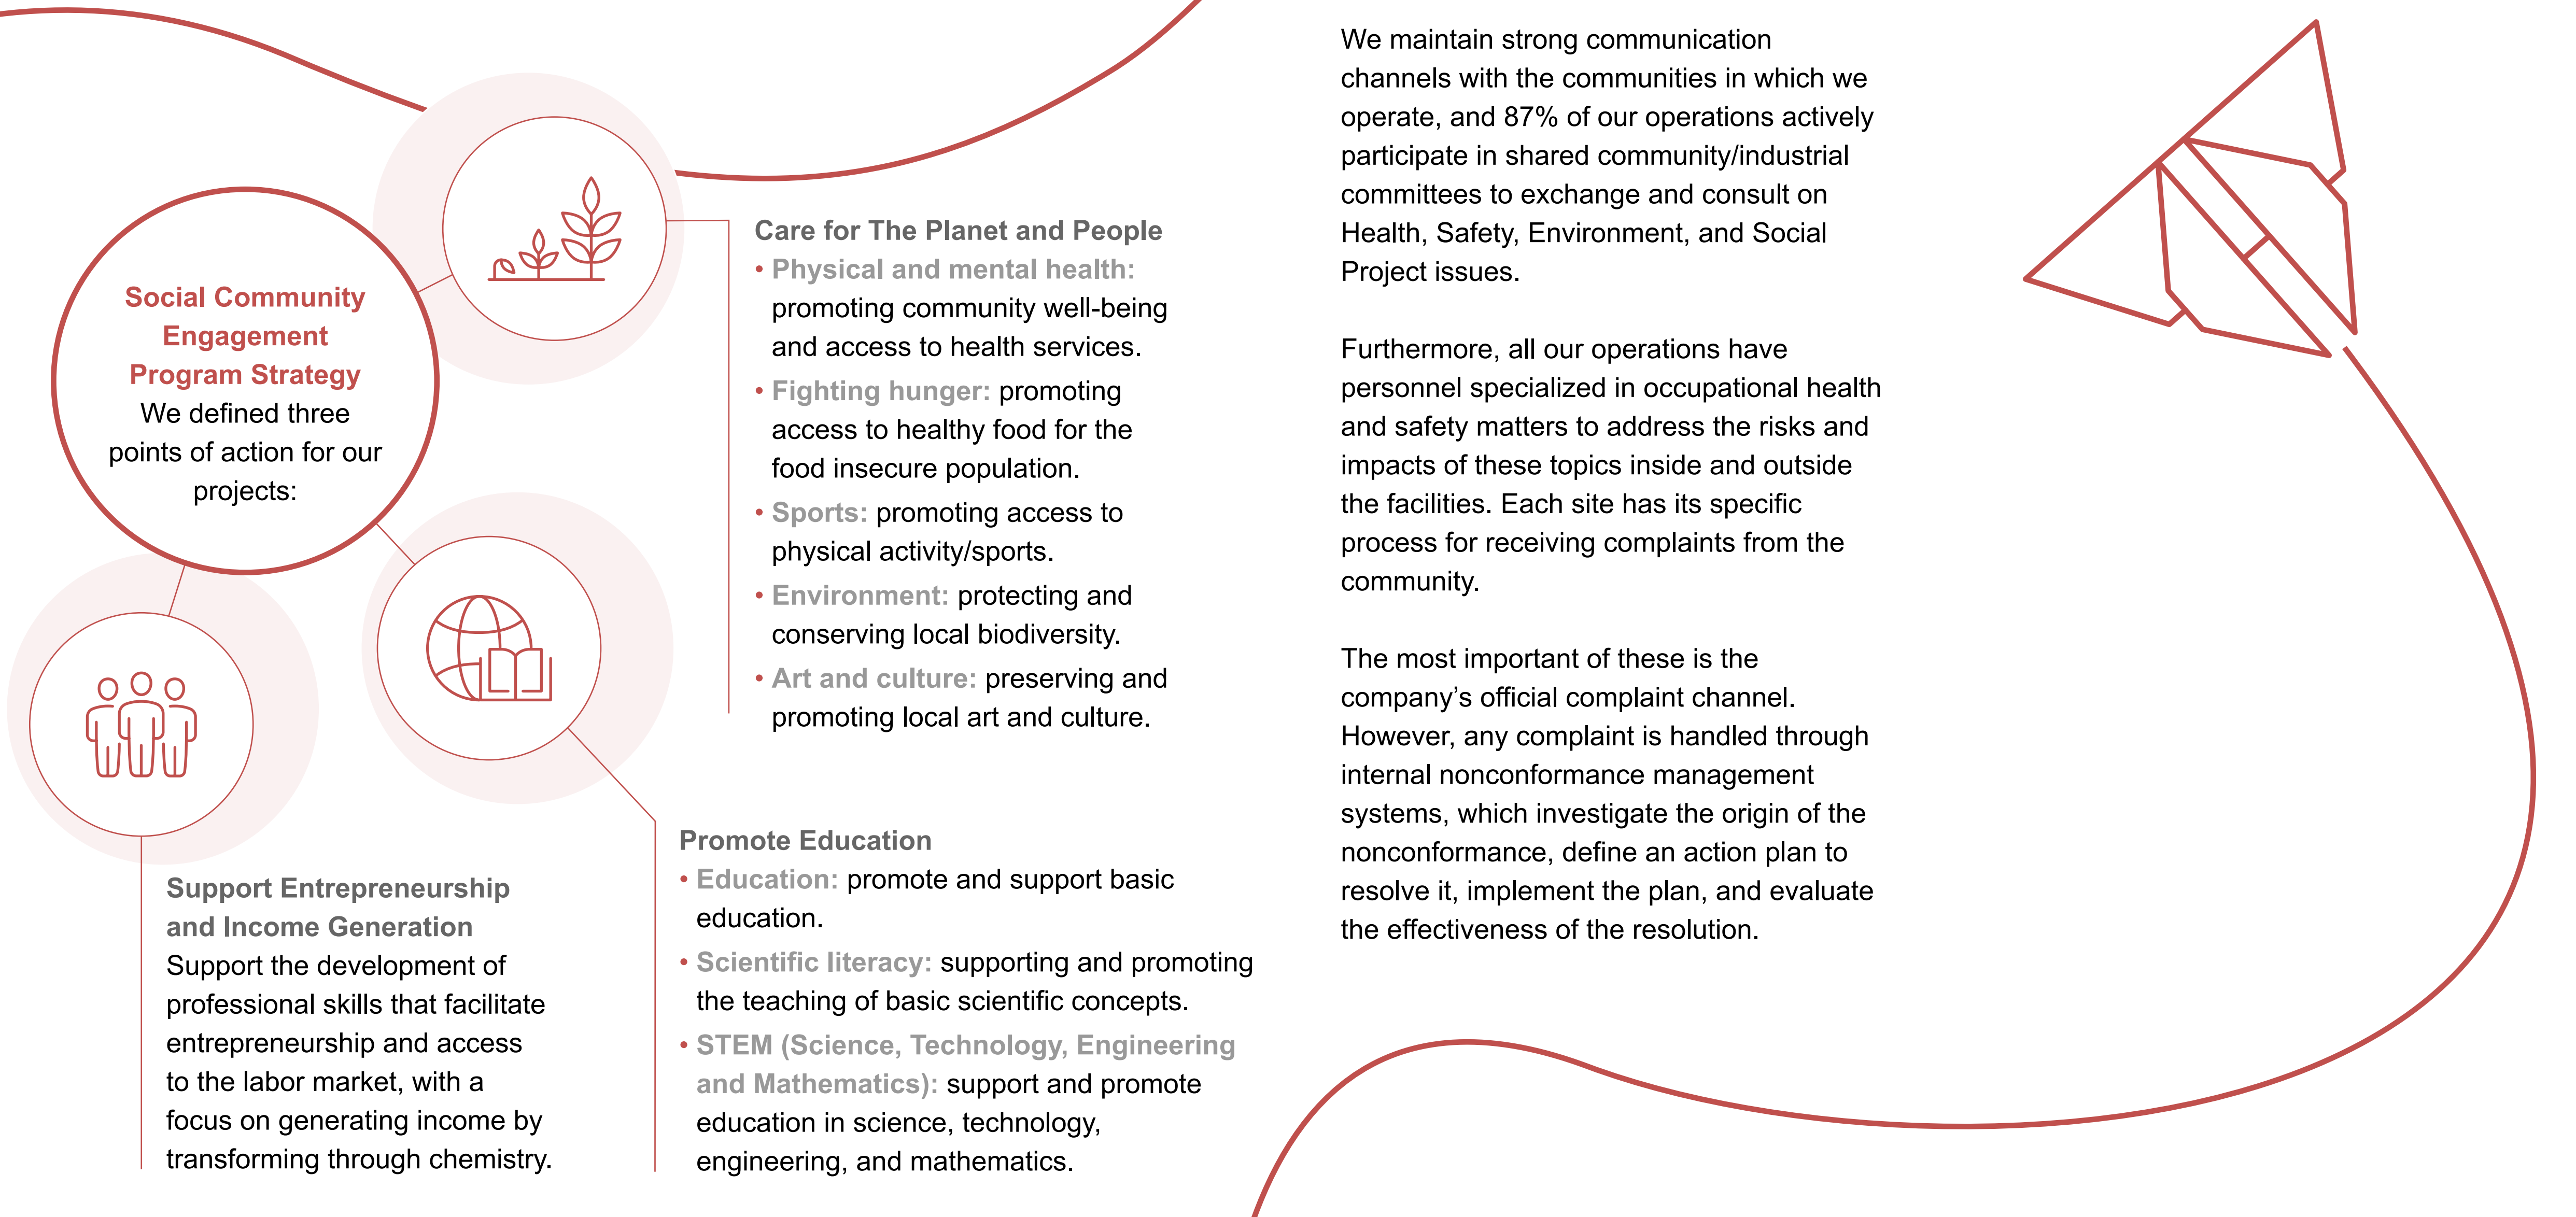 Social Community
Engagement
Program Strategy
We defined three
points of action for our
projects:
Care for The Planet and People
• Physical and mental health:
promoting community well-being
and access to health services.
• Fighting hunger: promoting
access to healthy food for the
food insecure population.
• Sports: promoting access to
physical activity/sports.
• Environment: protecting and
conserving local biodiversity.
• Art and culture: preserving and
promoting local art and culture.
Promote Education
• Education: promote and support basic
education.
• Scientific literacy: supporting and promoting
the teaching of basic scientific concepts.
• STEM (Science, Technology, Engineering
and Mathematics): support and promote
education in science, technology,
engineering, and mathematics.
Support Entrepreneurship
and Income Generation
Support the development of
professional skills that facilitate
entrepreneurship and access
to the labor market, with a
focus on generating income by
transforming through chemistry.
We maintain strong communication
channels with the communities in which we
operate, and 87% of our operations actively
participate in shared community/industrial
committees to exchange and consult on
Health, Safety, Environment, and Social
Project issues.
Furthermore, all our operations have
personnel specialized in occupational health
and safety matters to address the risks and
impacts of these topics inside and outside
the facilities. Each site has its specific
process for receiving complaints from the
community.
The most important of these is the
company’s official complaint channel.
However, any complaint is handled through
internal nonconformance management
systems, which investigate the origin of the
nonconformance, define an action plan to
resolve it, implement the plan, and evaluate
the effectiveness of the resolution.